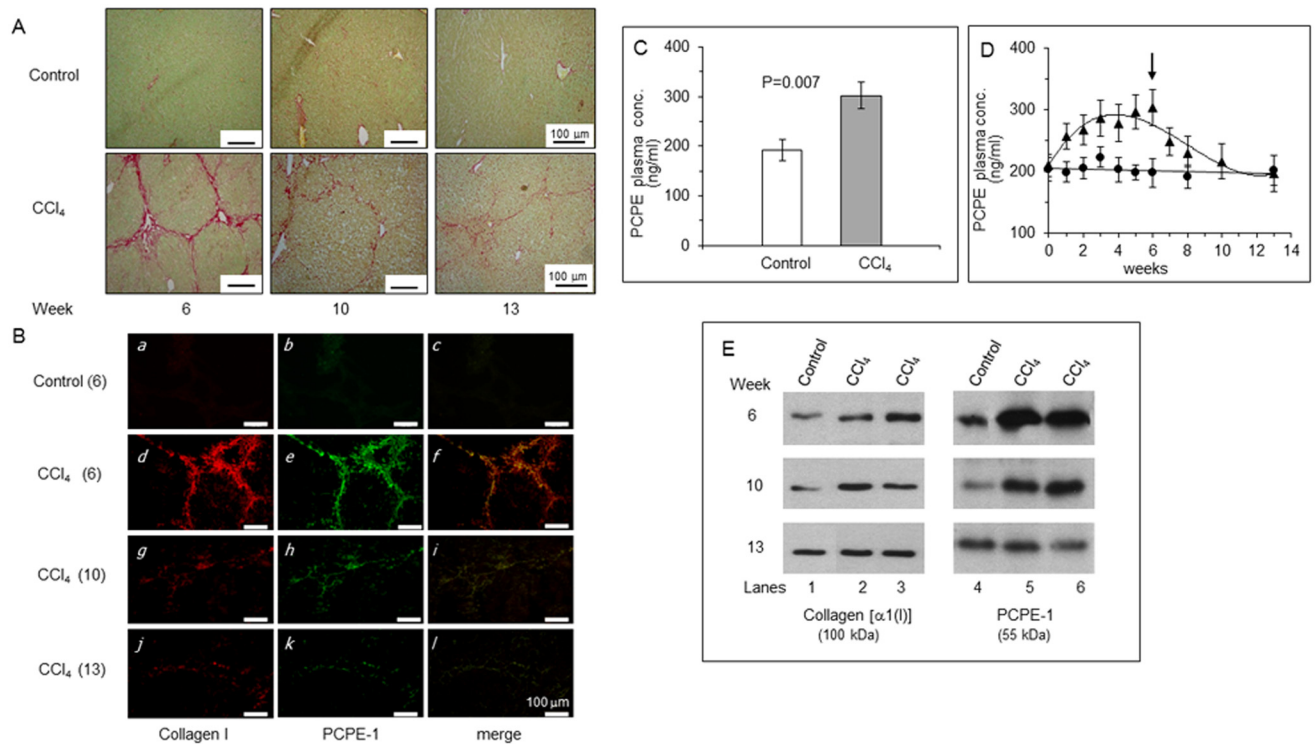 A
Control
100 µm
CCl₄
100 µm
Week 6 10 13
B
a b c
Control (6)
d e f
CCl₄ (6)
g h i
CCl₄ (10)
j k l
CCl₄ (13)
100 µm
Collagen I PCPE-1 merge
C
PCPE plasma conc.
(ng/ml)
400
300
200
100
0
P=0.007
Control CCl₄
D
PCPE plasma conc.
(ng/ml)
400
300
200
100
0 2 4 6 8 10 12 14
weeks
E
Control CCl₄ CCl₄ Control CCl₄ CCl₄
Week
6
10
13
Lanes 1 2 3 4 5 6
Collagen [α1(I)] PCPE-1
(100 kDa) (55 kDa)